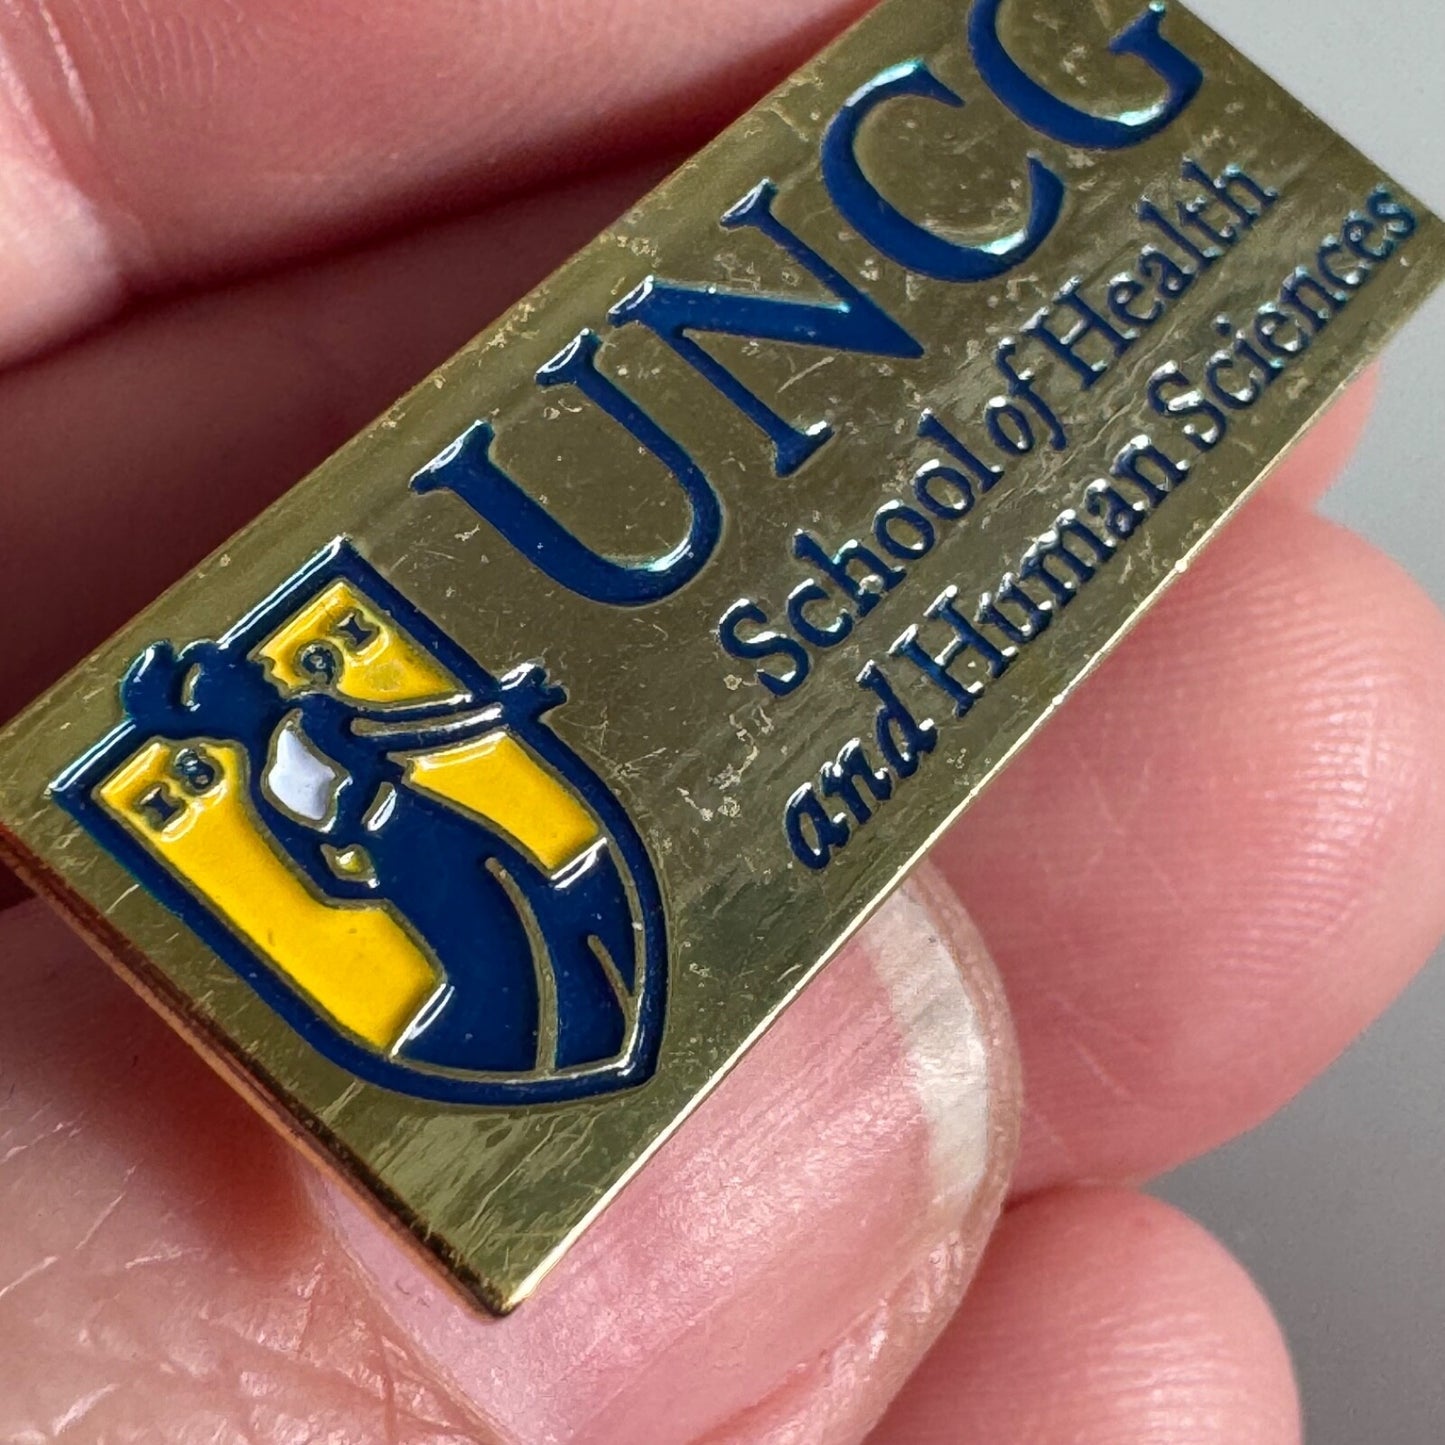 UNCG
School of Health
and Human Sciences
18 91